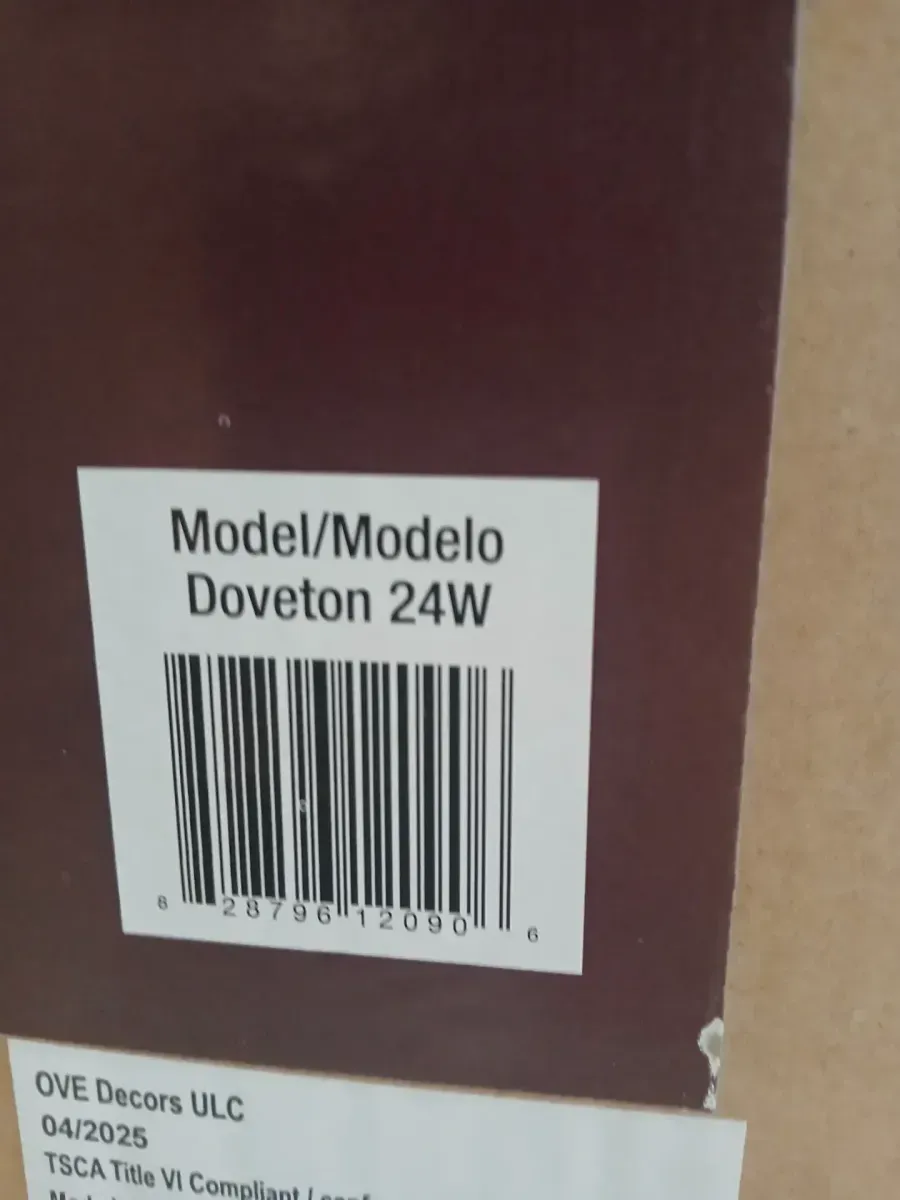 Model/Modelo
Doveton 24W
8 28796 12090 6
OVE Decors ULC
04/2025
TSCA Title VI Compliant /